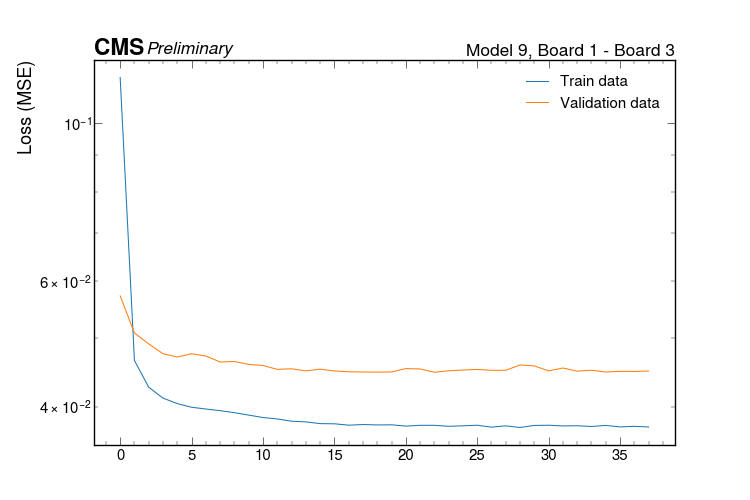 CMS Preliminary
Model 9, Board 1 - Board 3
Loss (MSE)
Train data
Validation data
10⁻¹
6 × 10⁻²
4 × 10⁻²
0 5 10 15 20 25 30 35